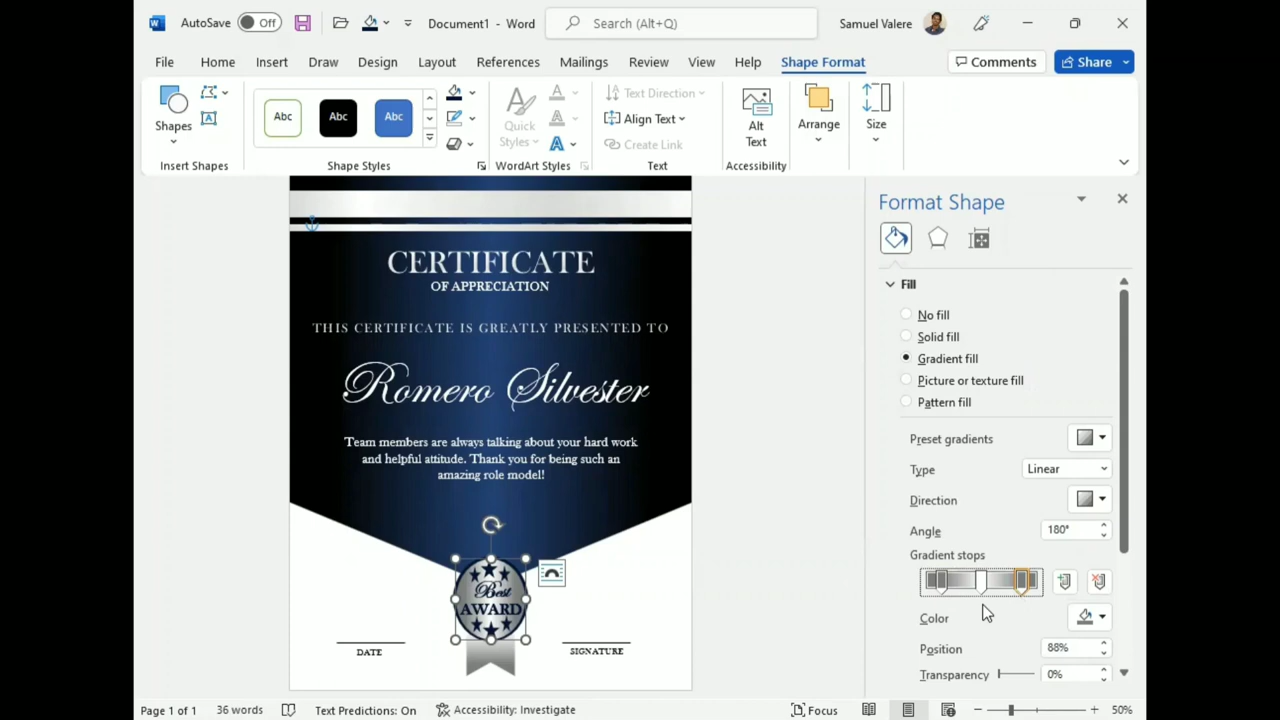 AutoSave Off Document1 - Word Search (Alt+Q) Samuel Valere
File Home Insert Draw Design Layout References Mailings Review View Help Shape Format Comments Share
Shapes
Insert Shapes
Abc Abc Abc
Shape Styles
Quick Styles
WordArt Styles
Text Direction
Align Text
Create Link
Text
Alt Text
Accessibility
Arrange
Size
CERTIFICATE
OF APPRECIATION
THIS CERTIFICATE IS GREATLY PRESENTED TO
Romero Silvester
Team members are always talking about your hard work
and helpful attitude. Thank you for being such an
amazing role model!
Best
AWARD
DATE
SIGNATURE
Format Shape
Fill
No fill
Solid fill
Gradient fill
Picture or texture fill
Pattern fill
Preset gradients
Type Linear
Direction
Angle 180°
Gradient stops
Color
Position 88%
Transparency 0%
Page 1 of 1 36 words Text Predictions: On Accessibility: Investigate Focus 50%